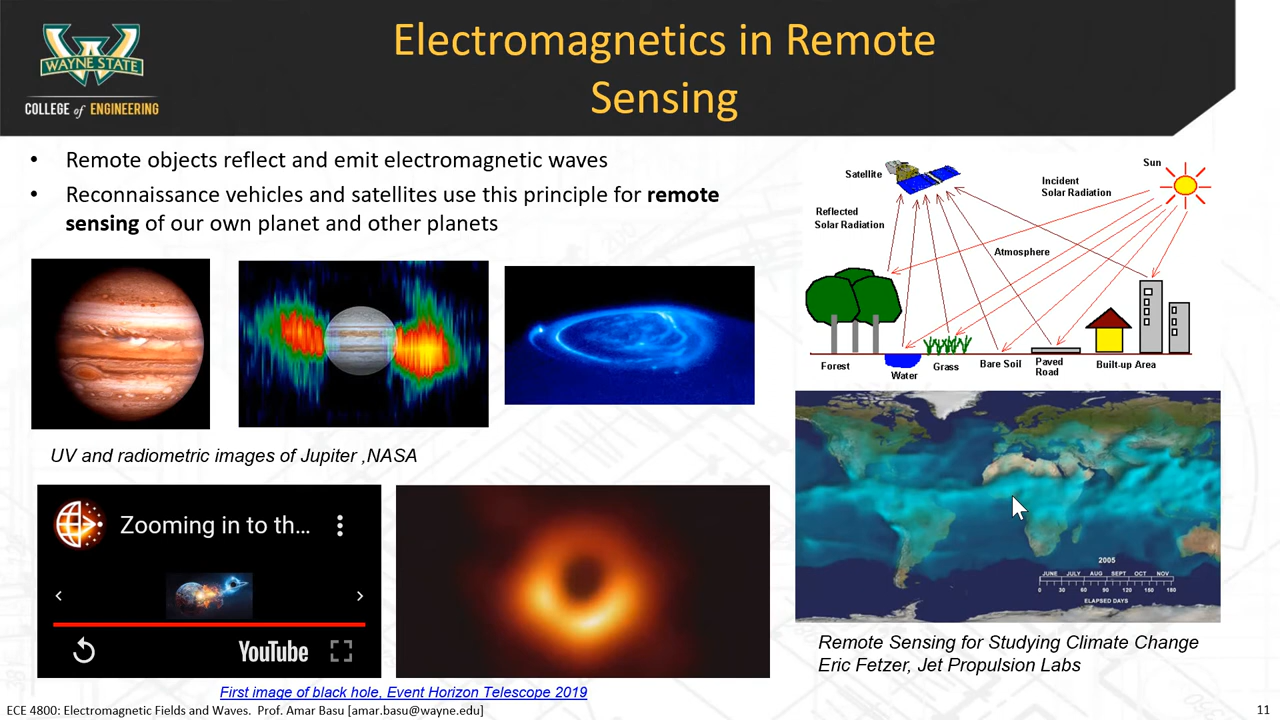 WAYNE STATE
COLLEGE of ENGINEERING
Electromagnetics in Remote
Sensing
• Remote objects reflect and emit electromagnetic waves
• Reconnaissance vehicles and satellites use this principle for remote
sensing of our own planet and other planets
UV and radiometric images of Jupiter ,NASA
Zooming in to th...
YouTube
First image of black hole, Event Horizon Telescope 2019
Satellite
Sun
Incident
Solar Radiation
Reflected
Solar Radiation
Atmosphere
Forest
Water
Grass
Bare Soil
Paved
Road
Built-up Area
2005
JUNE JULY AUG SEPT OCT NOV
0 30 60 90 120 150 180
ELAPSED DAYS
Remote Sensing for Studying Climate Change
Eric Fetzer, Jet Propulsion Labs
ECE 4800: Electromagnetic Fields and Waves. Prof. Amar Basu [amar.basu@wayne.edu]
11